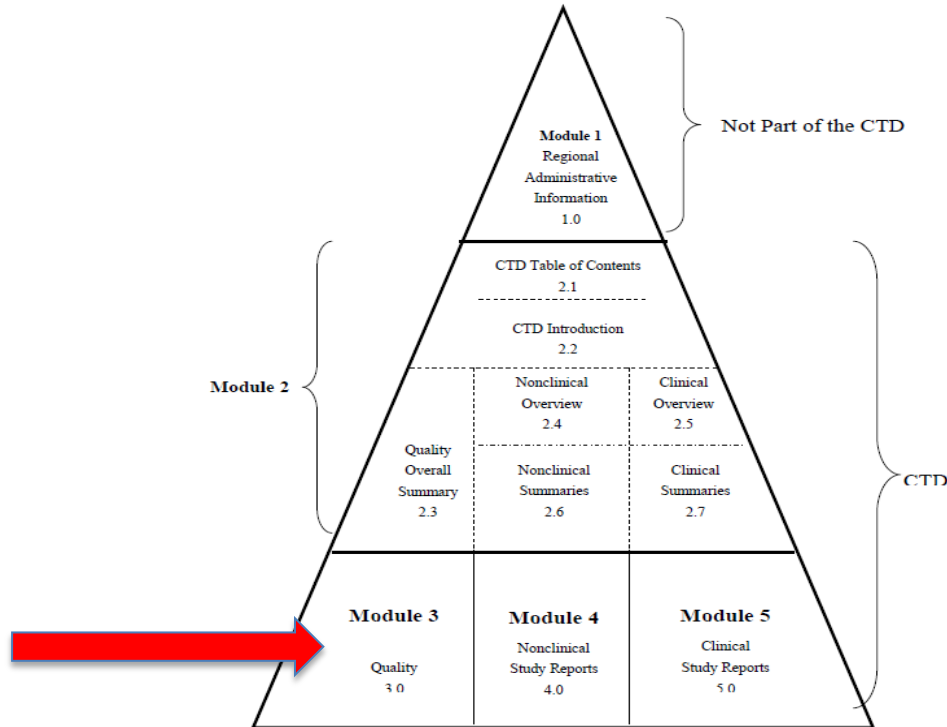 Module 1
Regional
Administrative
Information
1.0
Not Part of the CTD
CTD Table of Contents
2.1
CTD Introduction
2.2
Module 2
Nonclinical
Overview
2.4
Clinical
Overview
2.5
Quality
Overall
Summary
2.3
Nonclinical
Summaries
2.6
Clinical
Summaries
2.7
CTD
Module 3
Quality
3.0
Module 4
Nonclinical
Study Reports
4.0
Module 5
Clinical
Study Reports
5.0